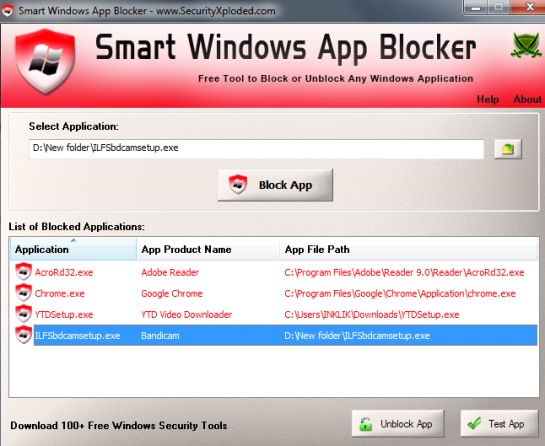 Smart Windows App Blocker - www.SecurityXploded.com
Smart Windows App Blocker
Free Tool to Block or Unblock Any Windows Application
Help About
Select Application:
D:\New folder\ILFSbdcamsetup.exe
Block App
List of Blocked Applications:
Application App Product Name App File Path
AcroRd32.exe Adobe Reader C:\Program Files\Adobe\Reader 9.0\Reader\AcroRd32.exe
Chrome.exe Google Chrome C:\Program Files\Google\Chrome\Application\chrome.exe
YTDSetup.exe YTD Video Downloader C:\Users\INKLIK\Downloads\YTDSetup.exe
ILFSbdcamsetup.exe Bandicam D:\New folder\ILFSbdcamsetup.exe
Download 100+ Free Windows Security Tools
Unblock App
Test App